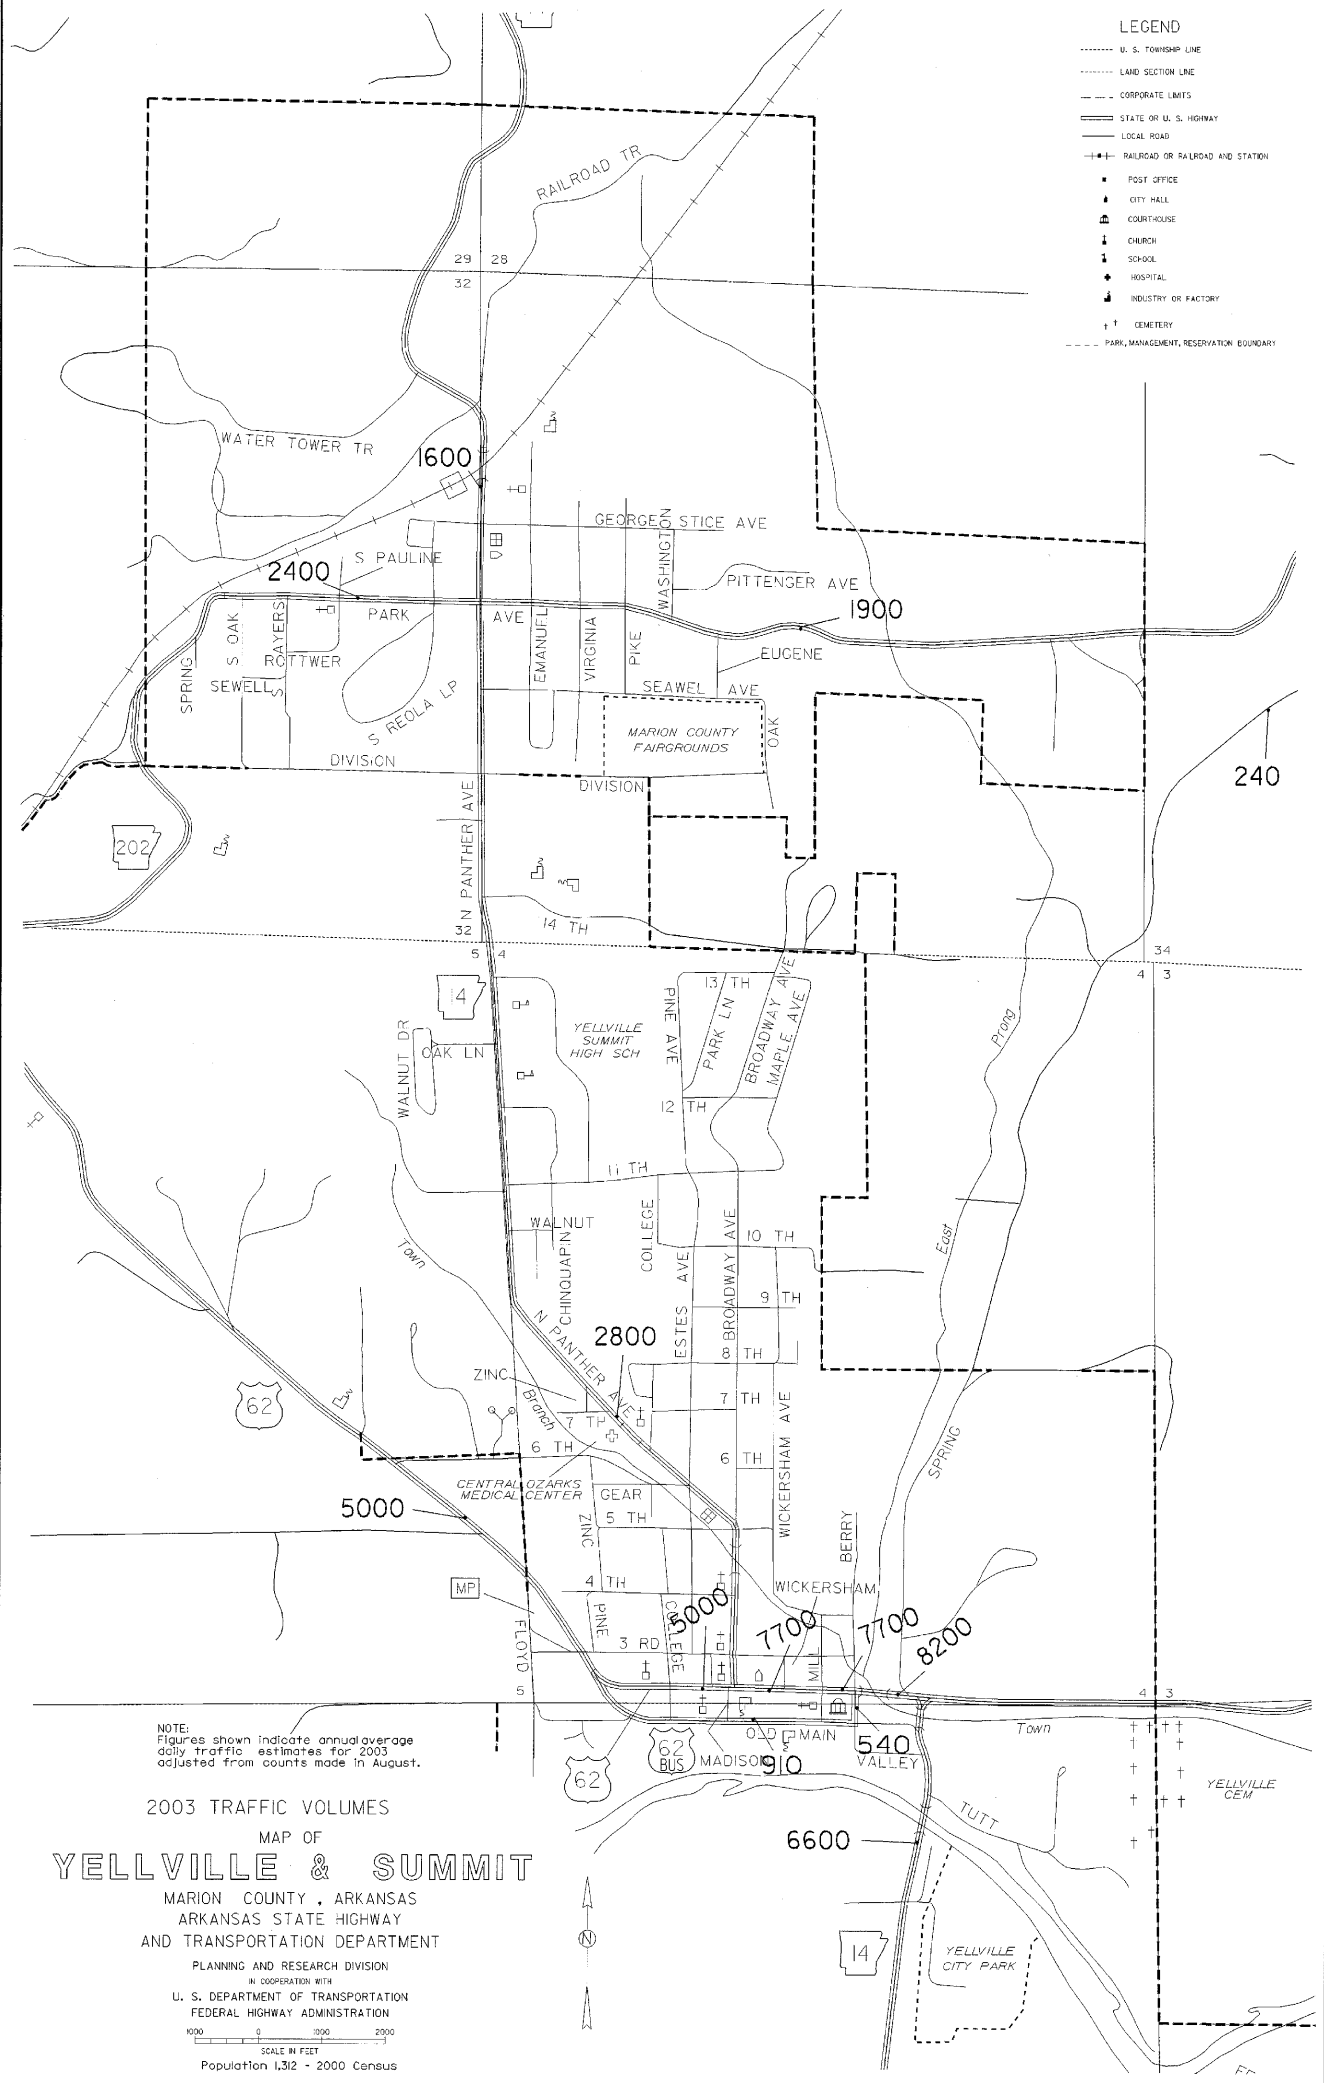 LEGEND
U. S. TOWNSHIP LINE
LAND SECTION LINE
CORPORATE LIMITS
STATE OR U. S. HIGHWAY
LOCAL ROAD
RAILROAD OR RAILROAD AND STATION
POST OFFICE
CITY HALL
COURTHOUSE
CHURCH
SCHOOL
HOSPITAL
INDUSTRY OR FACTORY
CEMETERY
PARK, MANAGEMENT, RESERVATION BOUNDARY
RAILROAD TR
29 28
32
WATER TOWER TR
1600
GEORGE STICE AVE
WASHINGTON
S PAULINE
2400
PITTENGER AVE
PARK AVE
1900
S OAK
S AYERS
EMANUEL
VIRGINIA
PIKE
EUGENE
ROTTWER
SPRING
SEWELL
SEAWEL AVE
S REOLA LP
MARION COUNTY
FAIRGROUNDS
OAK
DIVISION
DIVISION
240
N PANTHER AVE
202
14 TH
32
5 4
34
4 3
14
13 TH
PINE AVE
PARK LN
BROADWAY AVE
MAPLE AVE
YELLVILLE
SUMMIT
HIGH SCH
WALNUT DR
OAK LN
Prong
12 TH
11 TH
WALNUT
COLLEGE
10 TH
Town
East
CHINQUAPIN
ESTES AVE
BROADWAY AVE
9 TH
N PANTHER AVE
2800
8 TH
ZINC
62
Branch
7 TH
7 TH
WICKERSHAM AVE
6 TH
6 TH
SPRING
CENTRAL OZARKS
MEDICAL CENTER
GEAR
5000
ZINC
5 TH
BERRY
MP
4 TH
WICKERSHAM
PINE
COLLEGE
5000
7700
7700
8200
FLOYD
3 RD
MILL
5
4 3
NOTE:
Figures shown indicate annual average
daily traffic estimates for 2003
adjusted from counts made in August.
62
62
BUS
OLD MAIN
MADISON
910
540
VALLEY
Town
YELLVILLE
CEM
TUTT
6600
14
YELLVILLE
CITY PARK
2003 TRAFFIC VOLUMES
MAP OF
YELLVILLE & SUMMIT
MARION COUNTY , ARKANSAS
ARKANSAS STATE HIGHWAY
AND TRANSPORTATION DEPARTMENT
PLANNING AND RESEARCH DIVISION
IN COOPERATION WITH
U. S. DEPARTMENT OF TRANSPORTATION
FEDERAL HIGHWAY ADMINISTRATION
N
1000 0 1000 2000
SCALE IN FEET
Population 1,312 - 2000 Census